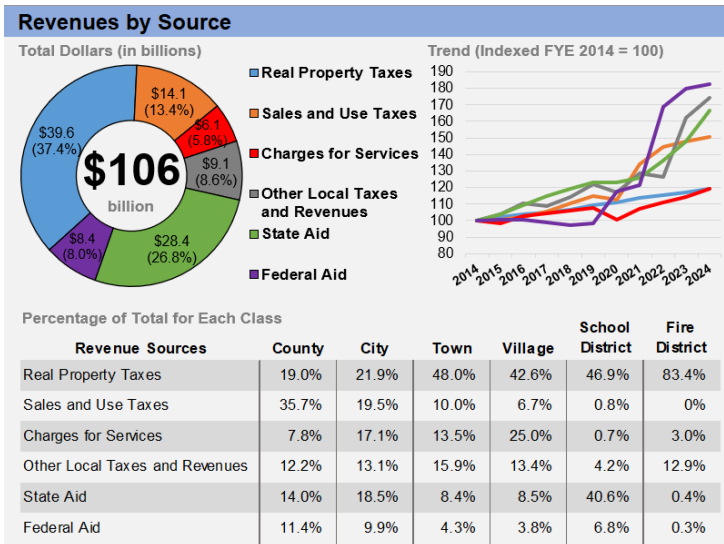 Revenues by Source
Total Dollars (in billions)
$39.6
(37.4%)
$14.1
(13.4%)
$6.1
(5.8%)
$9.1
(8.6%)
$28.4
(26.8%)
$8.4
(8.0%)
$106
billion
Real Property Taxes
Sales and Use Taxes
Charges for Services
Other Local Taxes
and Revenues
State Aid
Federal Aid
Trend (Indexed FYE 2014 = 100)
190
180
170
160
150
140
130
120
110
100
90
80
2014 2015 2016 2017 2018 2019 2020 2021 2022 2023 2024
Percentage of Total for Each Class
Revenue Sources County City Town Village School District Fire District
Real Property Taxes 19.0% 21.9% 48.0% 42.6% 46.9% 83.4%
Sales and Use Taxes 35.7% 19.5% 10.0% 6.7% 0.8% 0%
Charges for Services 7.8% 17.1% 13.5% 25.0% 0.7% 3.0%
Other Local Taxes and Revenues 12.2% 13.1% 15.9% 13.4% 4.2% 12.9%
State Aid 14.0% 18.5% 8.4% 8.5% 40.6% 0.4%
Federal Aid 11.4% 9.9% 4.3% 3.8% 6.8% 0.3%